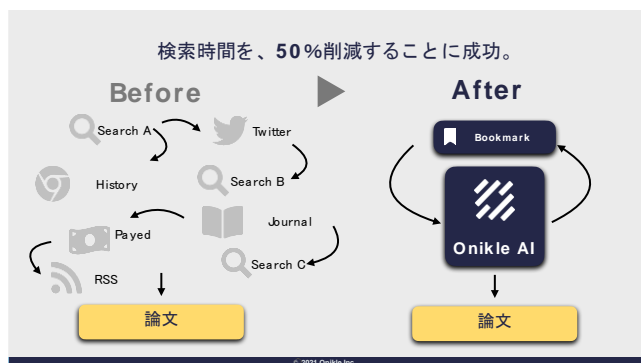 検索時間を、50%削減することに成功。
Before
After
Search A
Twitter
Bookmark
History
Search B
Payed
Journal
Onikle AI
RSS
Search C
論文
論文
© 2021 Onikle Inc.